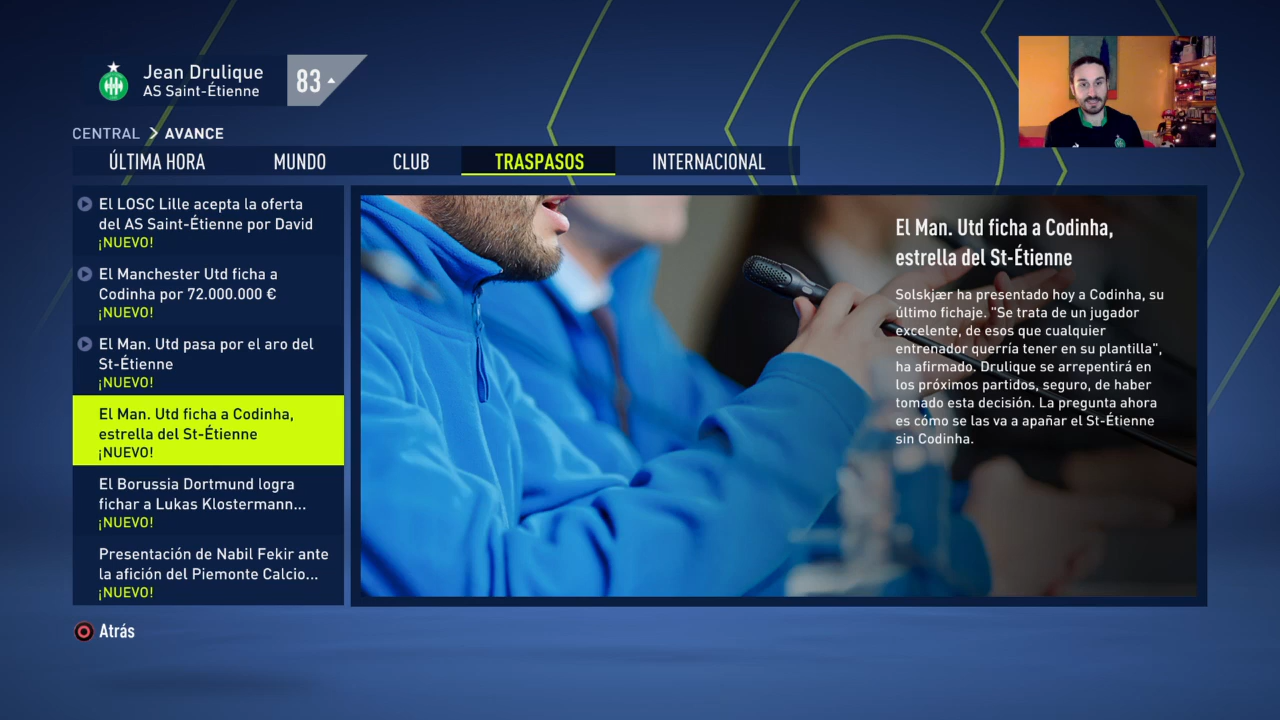 Jean Drulique
AS Saint-Étienne
83
CENTRAL > AVANCE
ÚLTIMA HORA
MUNDO
CLUB
TRASPASOS
INTERNACIONAL
El LOSC Lille acepta la oferta
del AS Saint-Étienne por David
¡NUEVO!
El Manchester Utd ficha a
Codinha por 72.000.000 €
¡NUEVO!
El Man. Utd pasa por el aro del
St-Étienne
¡NUEVO!
El Man. Utd ficha a Codinha,
estrella del St-Étienne
¡NUEVO!
El Borussia Dortmund logra
fichar a Lukas Klostermann...
¡NUEVO!
Presentación de Nabil Fekir ante
la afición del Piemonte Calcio...
¡NUEVO!
El Man. Utd ficha a Codinha,
estrella del St-Étienne
Solskjær ha presentado hoy a Codinha, su
último fichaje. "Se trata de un jugador
excelente, de esos que cualquier
entrenador querría tener en su plantilla",
ha afirmado. Drulique se arrepentirá en
los próximos partidos, seguro, de haber
tomado esta decisión. La pregunta ahora
es cómo se las va a apañar el St-Étienne
sin Codinha.
Atrás